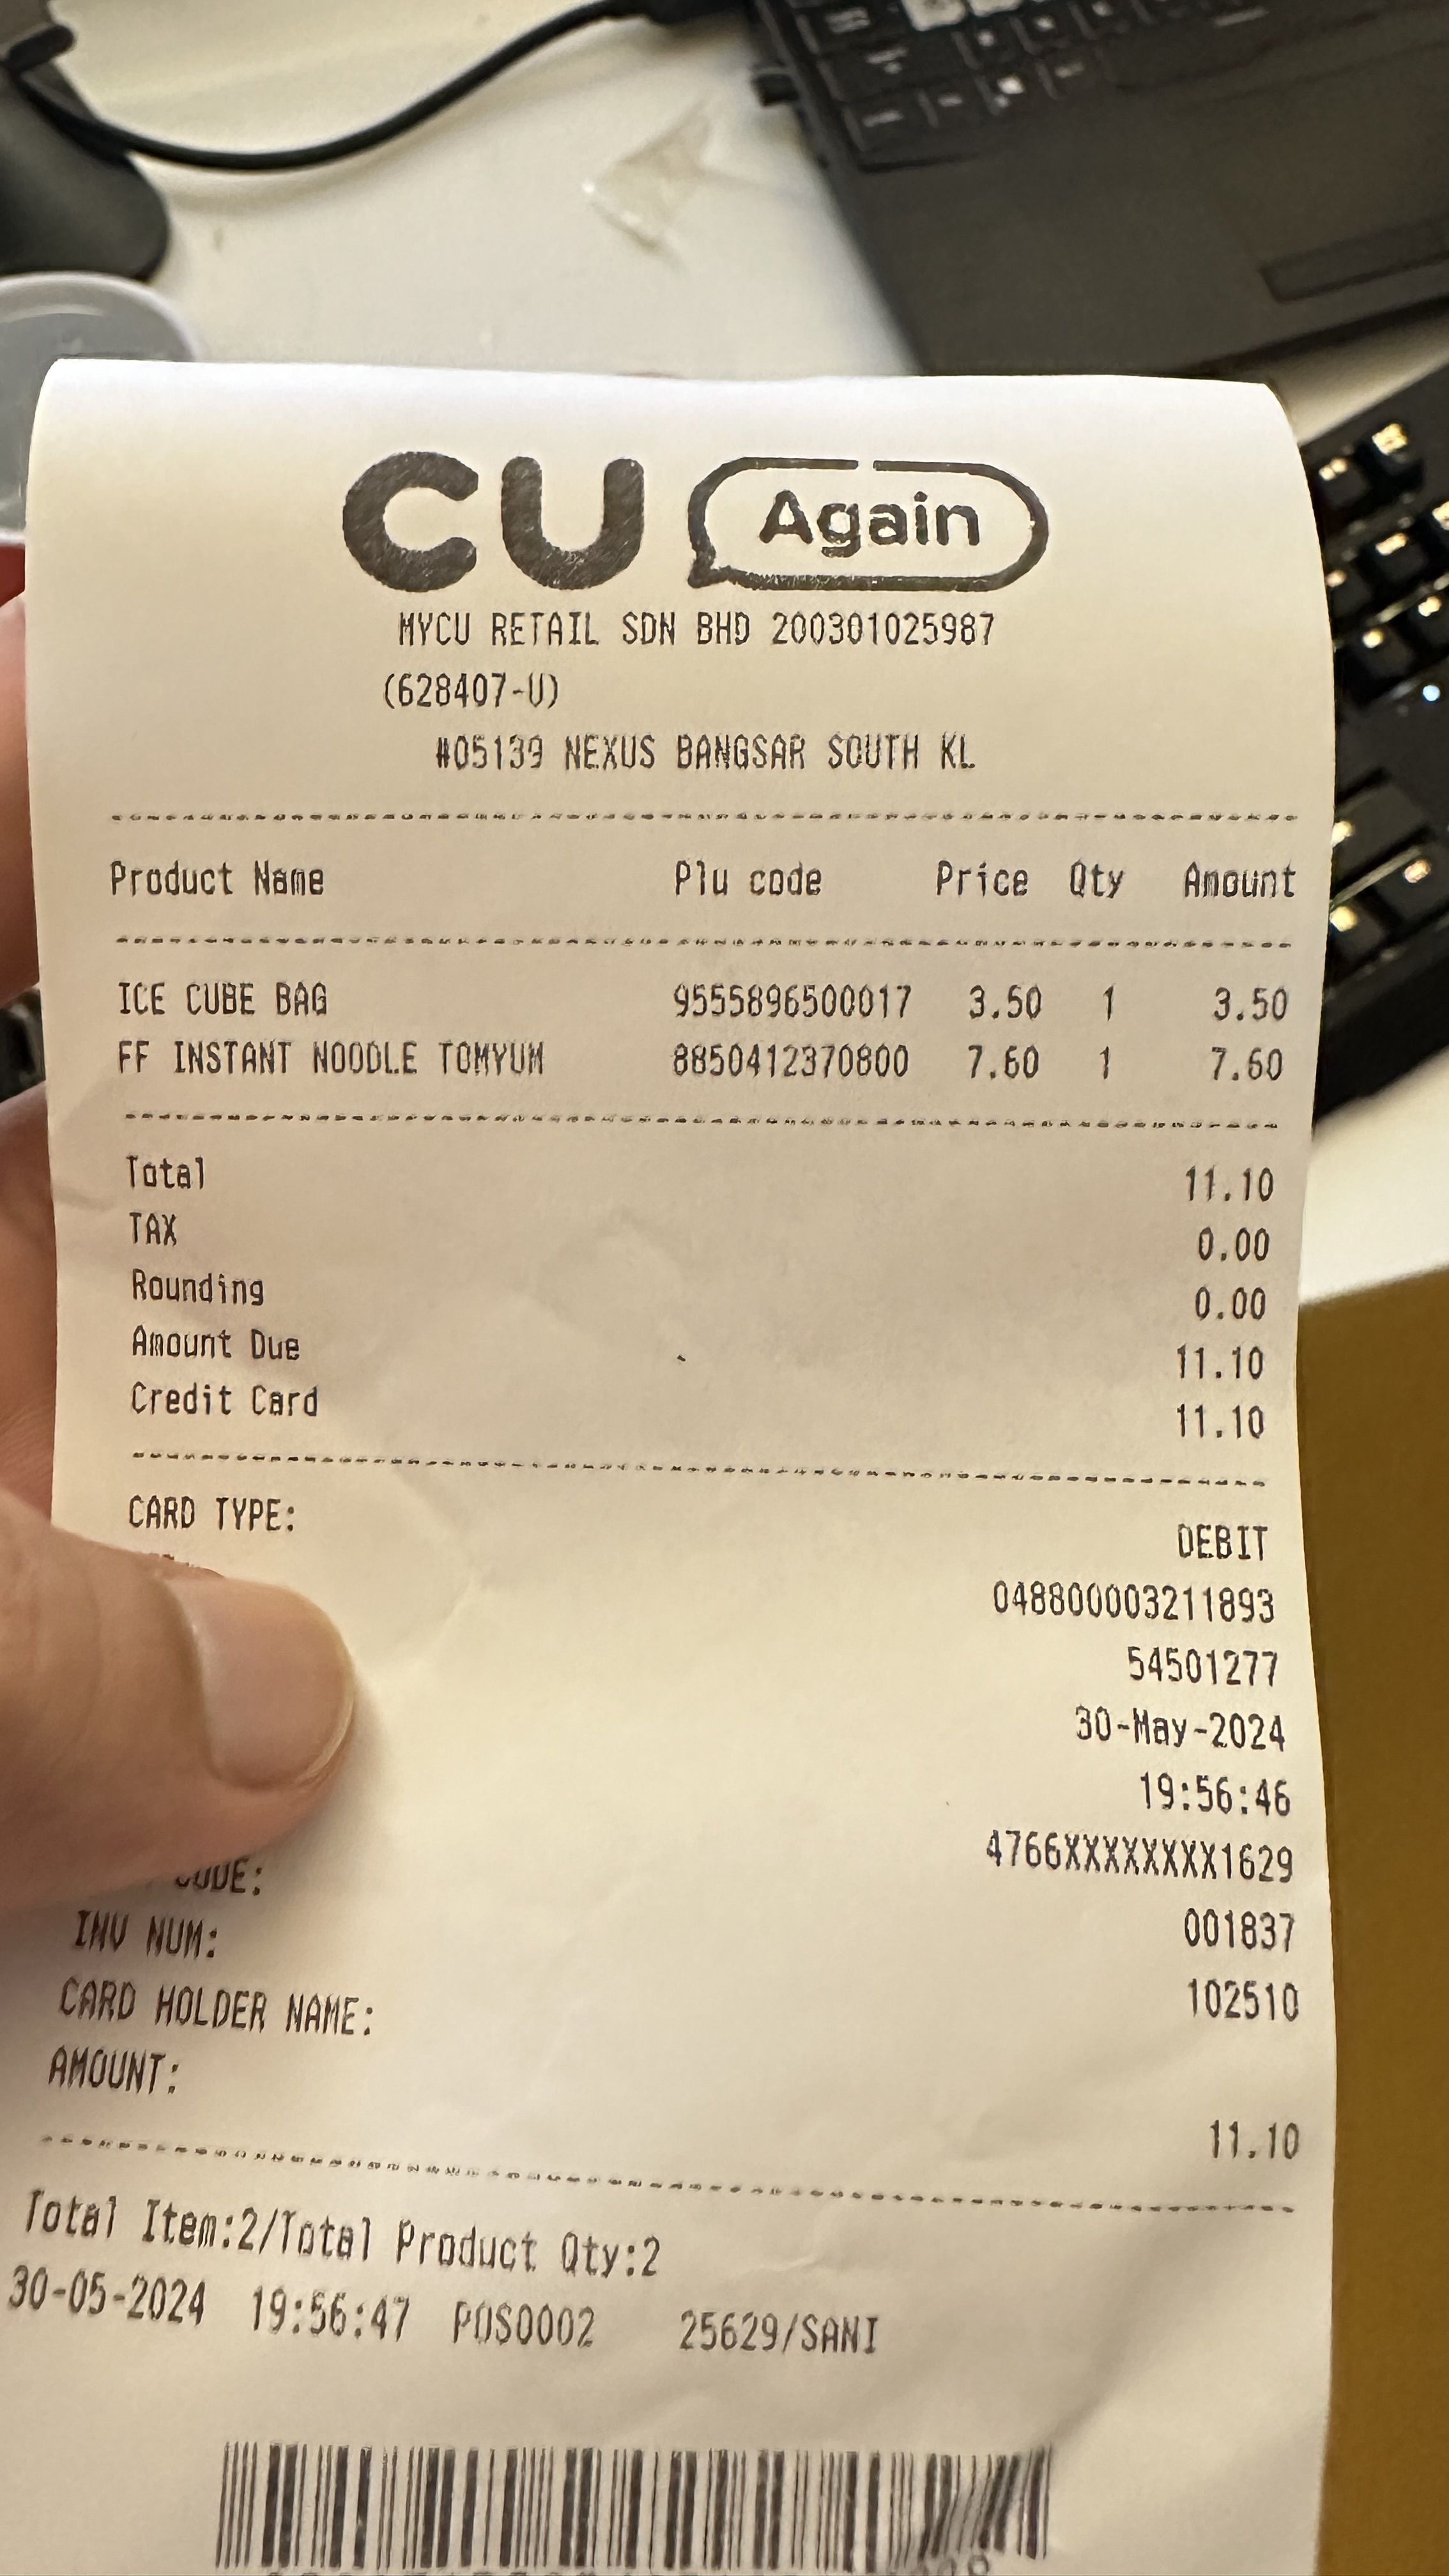 CU Again
MYCU RETAIL SDN BHD 200301025987
(628407-U)
#05139 NEXUS BANGSAR SOUTH KL
Product Name Plu code Price Qty Amount
ICE CUBE BAG 9555896500017 3.50 1 3.50
FF INSTANT NOODLE TOMYUM 8850412370800 7.60 1 7.60
Total 11.10
TAX 0.00
Rounding 0.00
Amount Due 11.10
Credit Card 11.10
CARD TYPE: DEBIT
048800003211893
54501277
30-May-2024
19:56:46
4766XXXXXXXX1629
CODE: 001837
INV NUM: 102510
CARD HOLDER NAME:
AMOUNT: 11.10
Total Item:2/Total Product Qty:2
30-05-2024 19:56:47 POS0002 25629/SANI